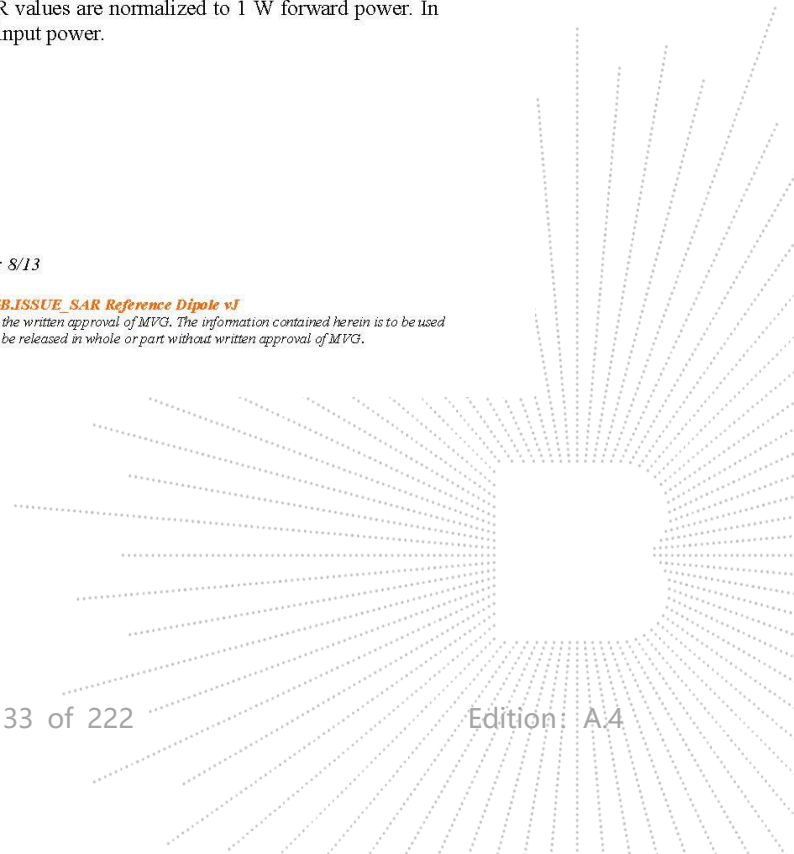 R values are normalized to 1 W forward power. In
input power.
: 8/13
B.ISSUE_SAR Reference Dipole vJ
the written approval of MVG. The information contained herein is to be used
be released in whole or part without written approval of MVG.
33 of 222
Edition: A.4